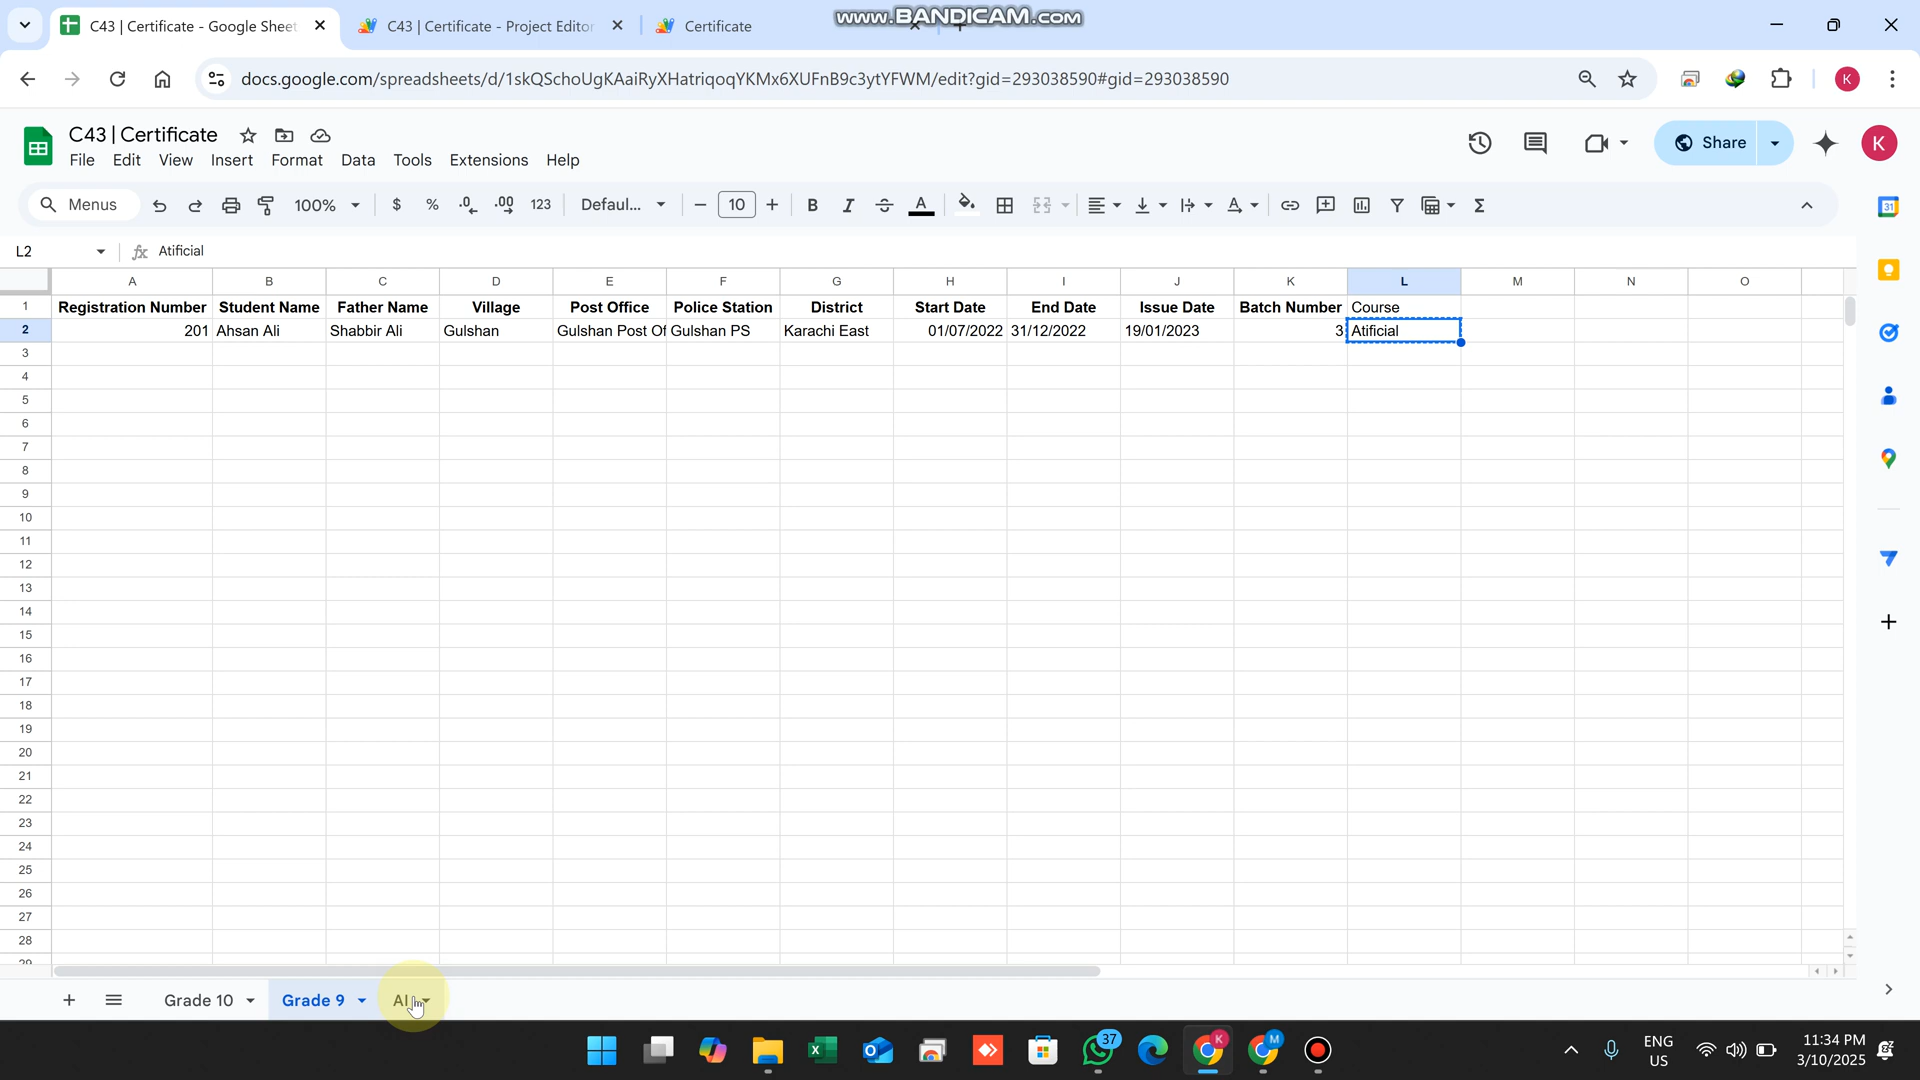 C43 | Certificate - Google Sheet
C43 | Certificate - Project Editor
Certificate
www.BANDICAM.com
docs.google.com/spreadsheets/d/1skQSchoUgKAaiRyXHatriqoqYKMx6XUFnB9c3ytYFWM/edit?gid=293038590#gid=293038590
K
C43 | Certificate
File Edit View Insert Format Data Tools Extensions Help
Share
K
Menus 100% $ % .0 .00 123 Defaul... 10 B I S A
L2 fx Atificial
A B C D E F G H I J K L M N O
1 Registration Number Student Name Father Name Village Post Office Police Station District Start Date End Date Issue Date Batch Number Course
2 201 Ahsan Ali Shabbir Ali Gulshan Gulshan Post Of Gulshan PS Karachi East 01/07/2022 31/12/2022 19/01/2023 3 Atificial
3
4
5
6
7
8
9
10
11
12
13
14
15
16
17
18
19
20
21
22
23
24
25
26
27
28
29
31
Grade 10 Grade 9 AI
37
K
M
ENG
US
11:34 PM
3/10/2025